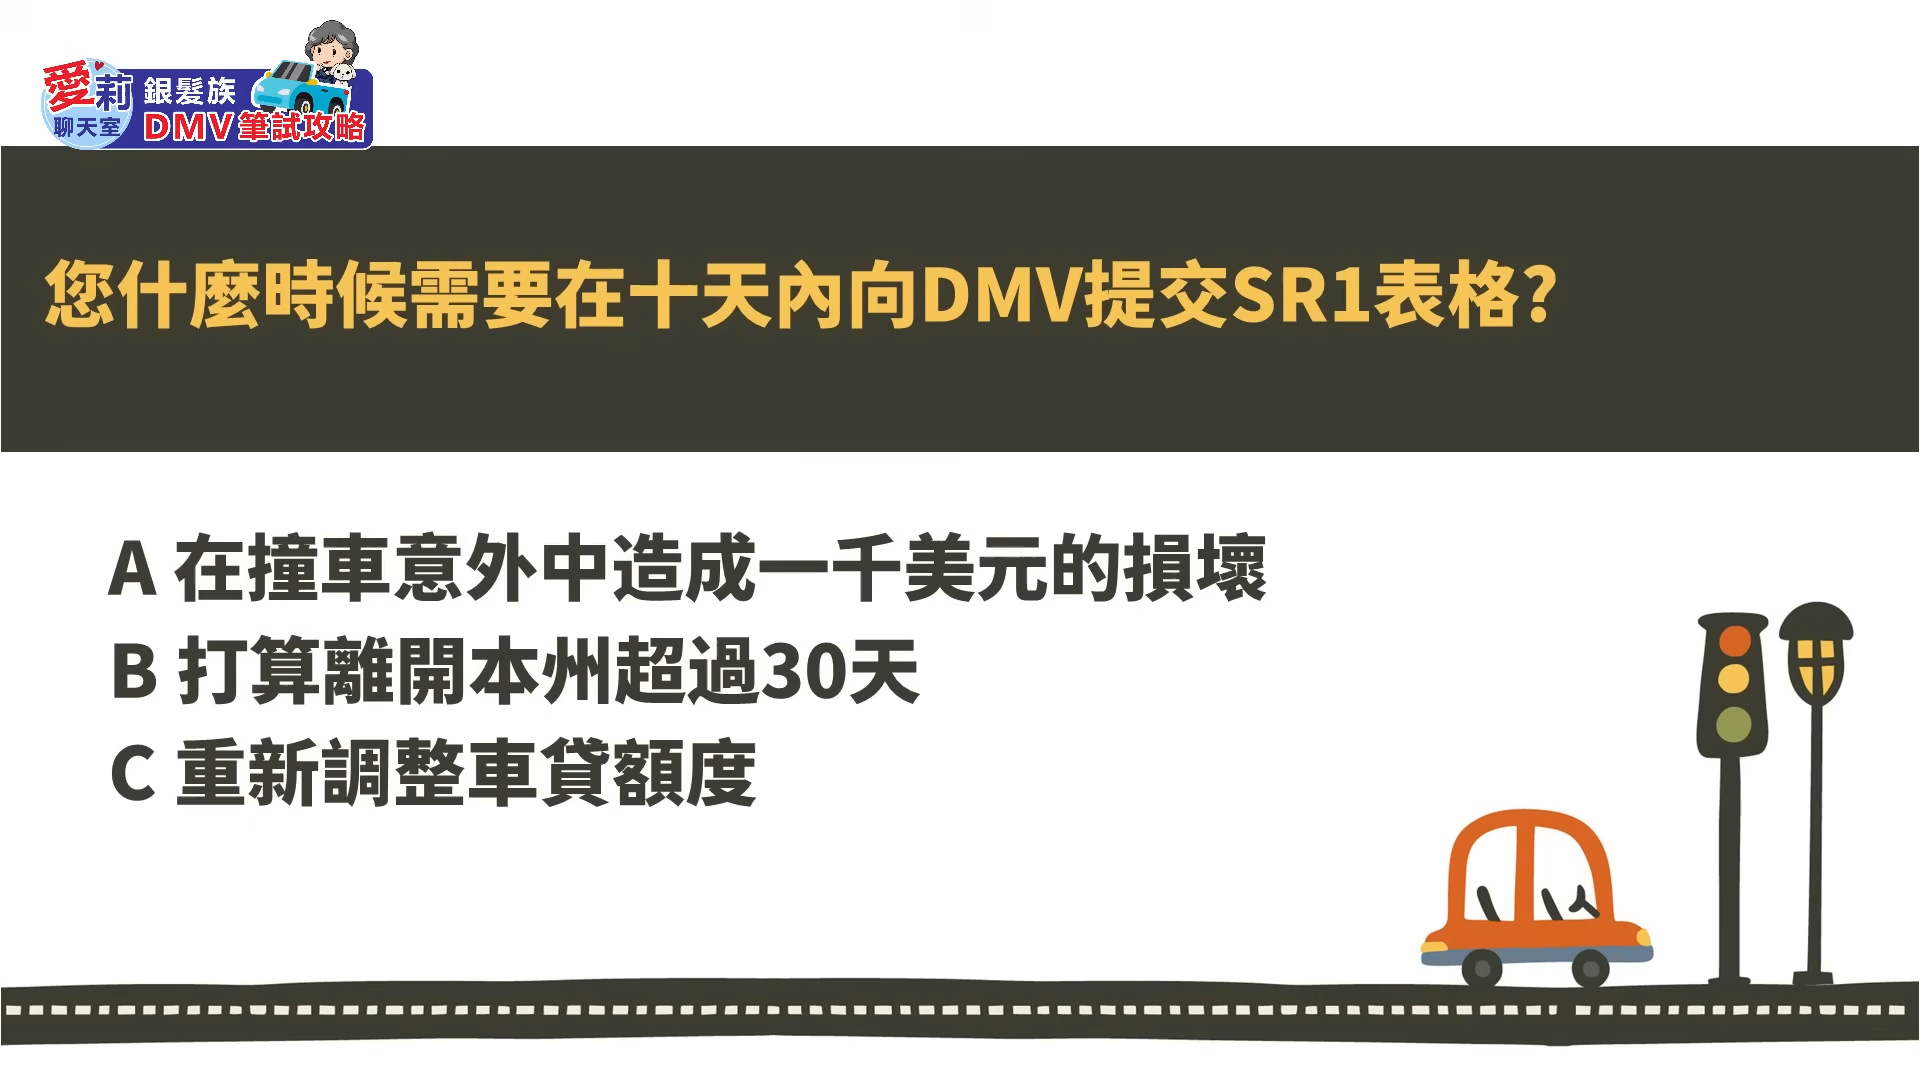 愛莉
聊天室
銀髮族
DMV筆試攻略
您什麼時候需要在十天內向DMV提交SR1表格?
A 在撞車意外中造成一千美元的損壞
B 打算離開本州超過30天
C 重新調整車貸額度